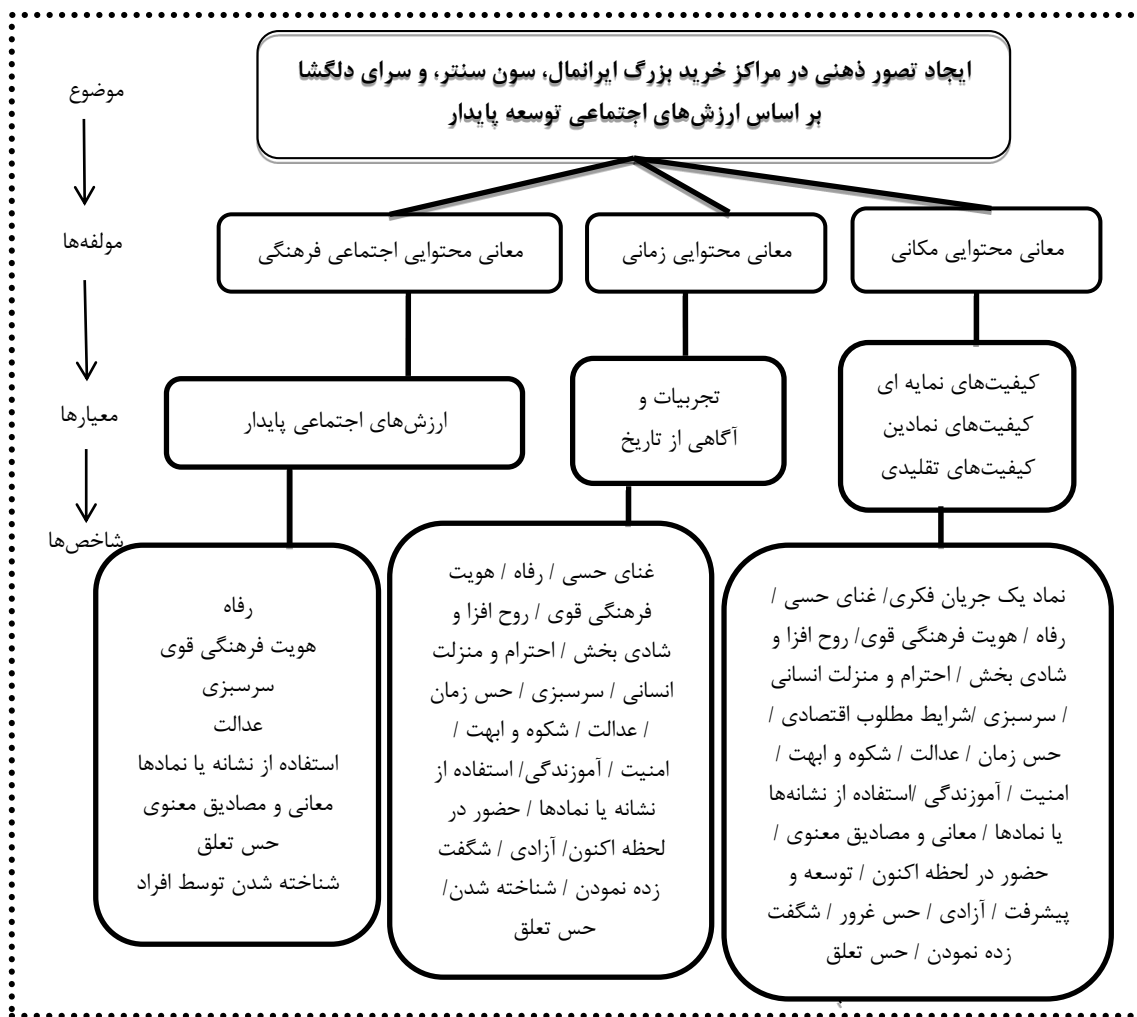 ایجاد تصور ذهنی در مراکز خرید بزرگ ایرانمال، سون سنتر، و سرای دلگشا
بر اساس ارزش‌های اجتماعی توسعه پایدار
موضوع
مولفه‌ها
معیارها
شاخص‌ها
معانی محتوایی مکانی
معانی محتوایی زمانی
معانی محتوایی اجتماعی فرهنگی
کیفیت‌های نمایه ای
کیفیت‌های نمادین
کیفیت‌های تقلیدی
تجربیات و
آگاهی از تاریخ
ارزش‌های اجتماعی پایدار
نماد یک جریان فکری/ غنای حسی /
رفاه / هویت فرهنگی قوی/ روح افزا و
شادی بخش / احترام و منزلت انسانی
/ سرسبزی /شرایط مطلوب اقتصادی /
حس زمان / عدالت / شکوه و ابهت /
امنیت / آموزندگی /استفاده از نشانه‌ها
یا نمادها / معانی و مصادیق معنوی /
حضور در لحظه اکنون / توسعه و
پیشرفت / آزادی / حس غرور / شگفت
زده نمودن / حس تعلق
غنای حسی / رفاه / هویت
فرهنگی قوی / روح افزا و
شادی بخش / احترام و منزلت
انسانی / سرسبزی / حس زمان
/ عدالت / شکوه و ابهت /
امنیت / آموزندگی/ استفاده از
نشانه یا نمادها / حضور در
لحظه اکنون/ آزادی / شگفت
زده نمودن / شناخته شدن/
حس تعلق
رفاه
هویت فرهنگی قوی
سرسبزی
عدالت
استفاده از نشانه یا نمادها
معانی و مصادیق معنوی
حس تعلق
شناخته شدن توسط افراد